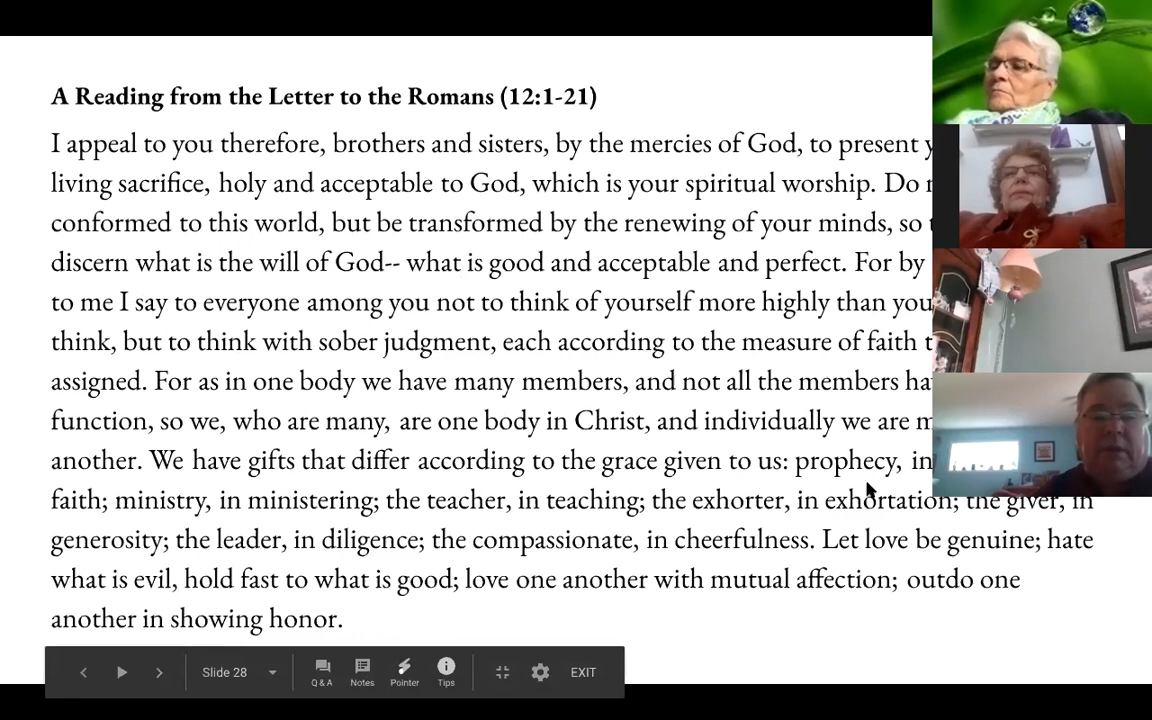 A Reading from the Letter to the Romans (12:1-21)
I appeal to you therefore, brothers and sisters, by the mercies of God, to present
living sacrifice, holy and acceptable to God, which is your spiritual worship. Do
conformed to this world, but be transformed by the renewing of your minds, so
discern what is the will of God-- what is good and acceptable and perfect. For by
to me I say to everyone among you not to think of yourself more highly than you
think, but to think with sober judgment, each according to the measure of faith
assigned. For as in one body we have many members, and not all the members
function, so we, who are many, are one body in Christ, and individually we are
another. We have gifts that differ according to the grace given to us: prophecy, in
faith; ministry, in ministering; the teacher, in teaching; the exhorter, in exhortation; the giver, in
generosity; the leader, in diligence; the compassionate, in cheerfulness. Let love be genuine; hate
what is evil, hold fast to what is good; love one another with mutual affection; outdo one
another in showing honor.
Slide 28 Q & A Notes Pointer Tips EXIT